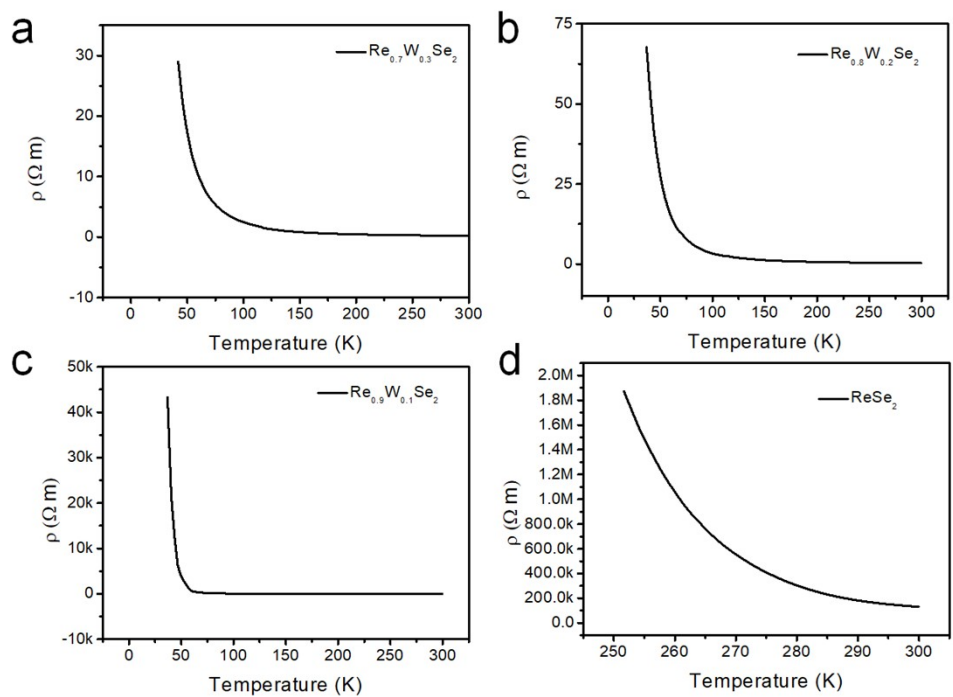 a
Re0.7W0.3Se2
30
20
10
0
-10
ρ (Ω m)
0 50 100 150 200 250 300
Temperature (K)
b
Re0.8W0.2Se2
75
50
25
0
ρ (Ω m)
0 50 100 150 200 250 300
Temperature (K)
c
Re0.9W0.1Se2
50k
40k
30k
20k
10k
0
-10k
ρ (Ω m)
0 50 100 150 200 250 300
Temperature (K)
d
ReSe2
2.0M
1.8M
1.6M
1.4M
1.2M
1.0M
800.0k
600.0k
400.0k
200.0k
0.0
ρ (Ω m)
250 260 270 280 290 300
Temperature (K)